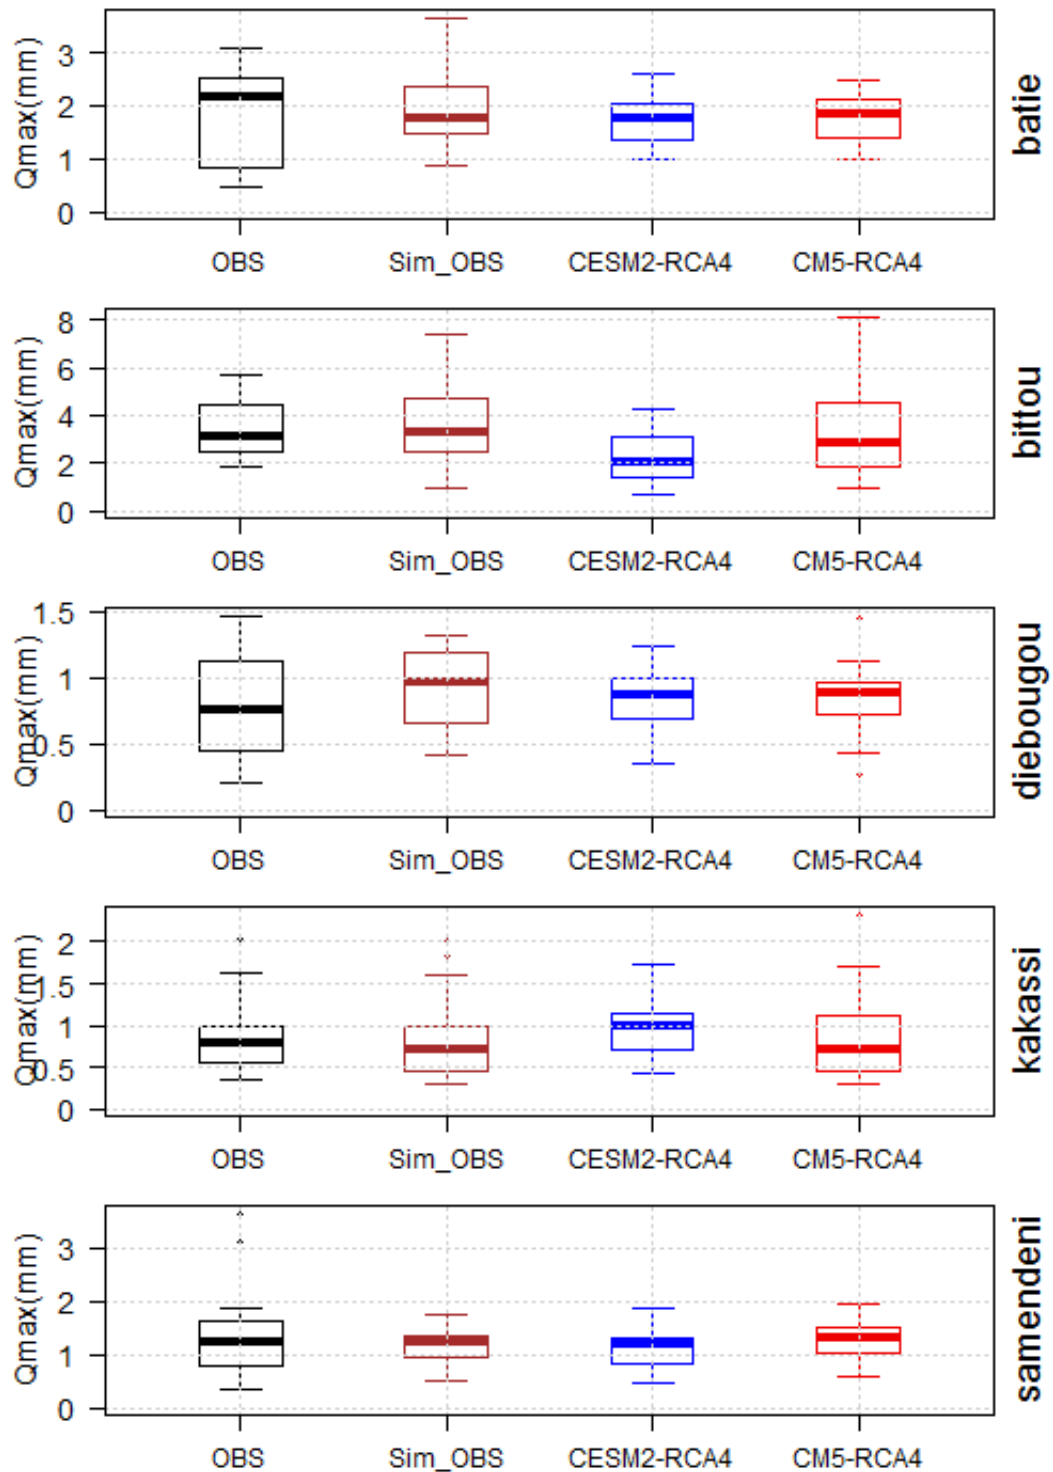 Qmax(mm)
3
2
1
0
OBS Sim_OBS CESM2-RCA4 CM5-RCA4
batie
Qmax(mm)
8
6
4
2
0
OBS Sim_OBS CESM2-RCA4 CM5-RCA4
bittou
Qmax(mm)
1.5
1
0.5
0
OBS Sim_OBS CESM2-RCA4 CM5-RCA4
diebougou
Qmax(mm)
2
1.5
1
0.5
0
OBS Sim_OBS CESM2-RCA4 CM5-RCA4
kakassi
Qmax(mm)
3
2
1
0
OBS Sim_OBS CESM2-RCA4 CM5-RCA4
samendeni